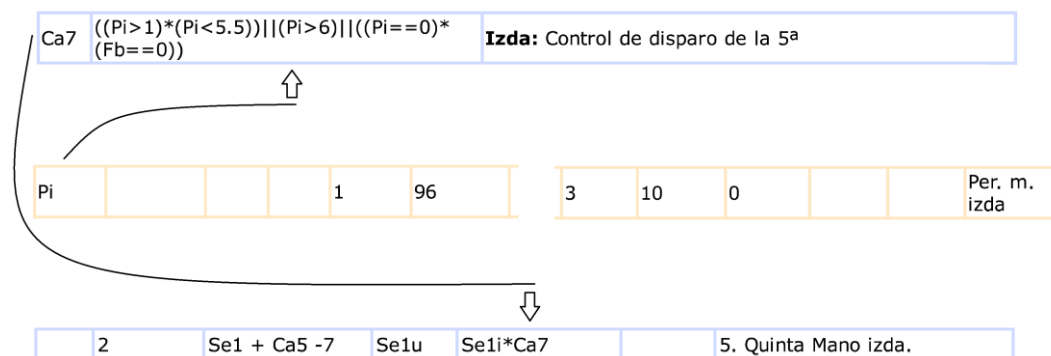 Ca7 ((Pi>1)*(Pi<5.5))||(Pi>6)||((Pi==0)* Izda: Control de disparo de la 5ª
(Fb==0))
Pi 1 96 3 10 0 Per. m.
izda
2 Se1 + Ca5 -7 Se1u Se1i*Ca7 5. Quinta Mano izda.